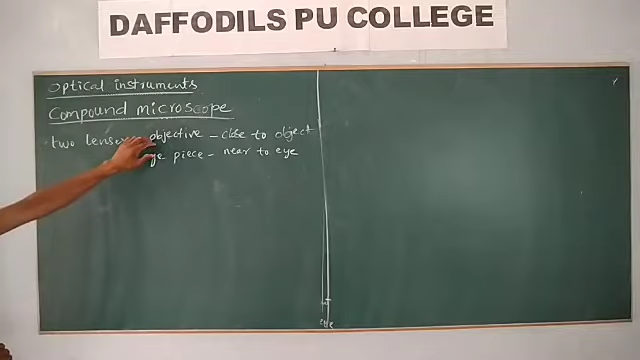 DAFFODILS PU COLLEGE
Optical instruments
Compound microscope
two lenses objective - close to object
piece - near to eye